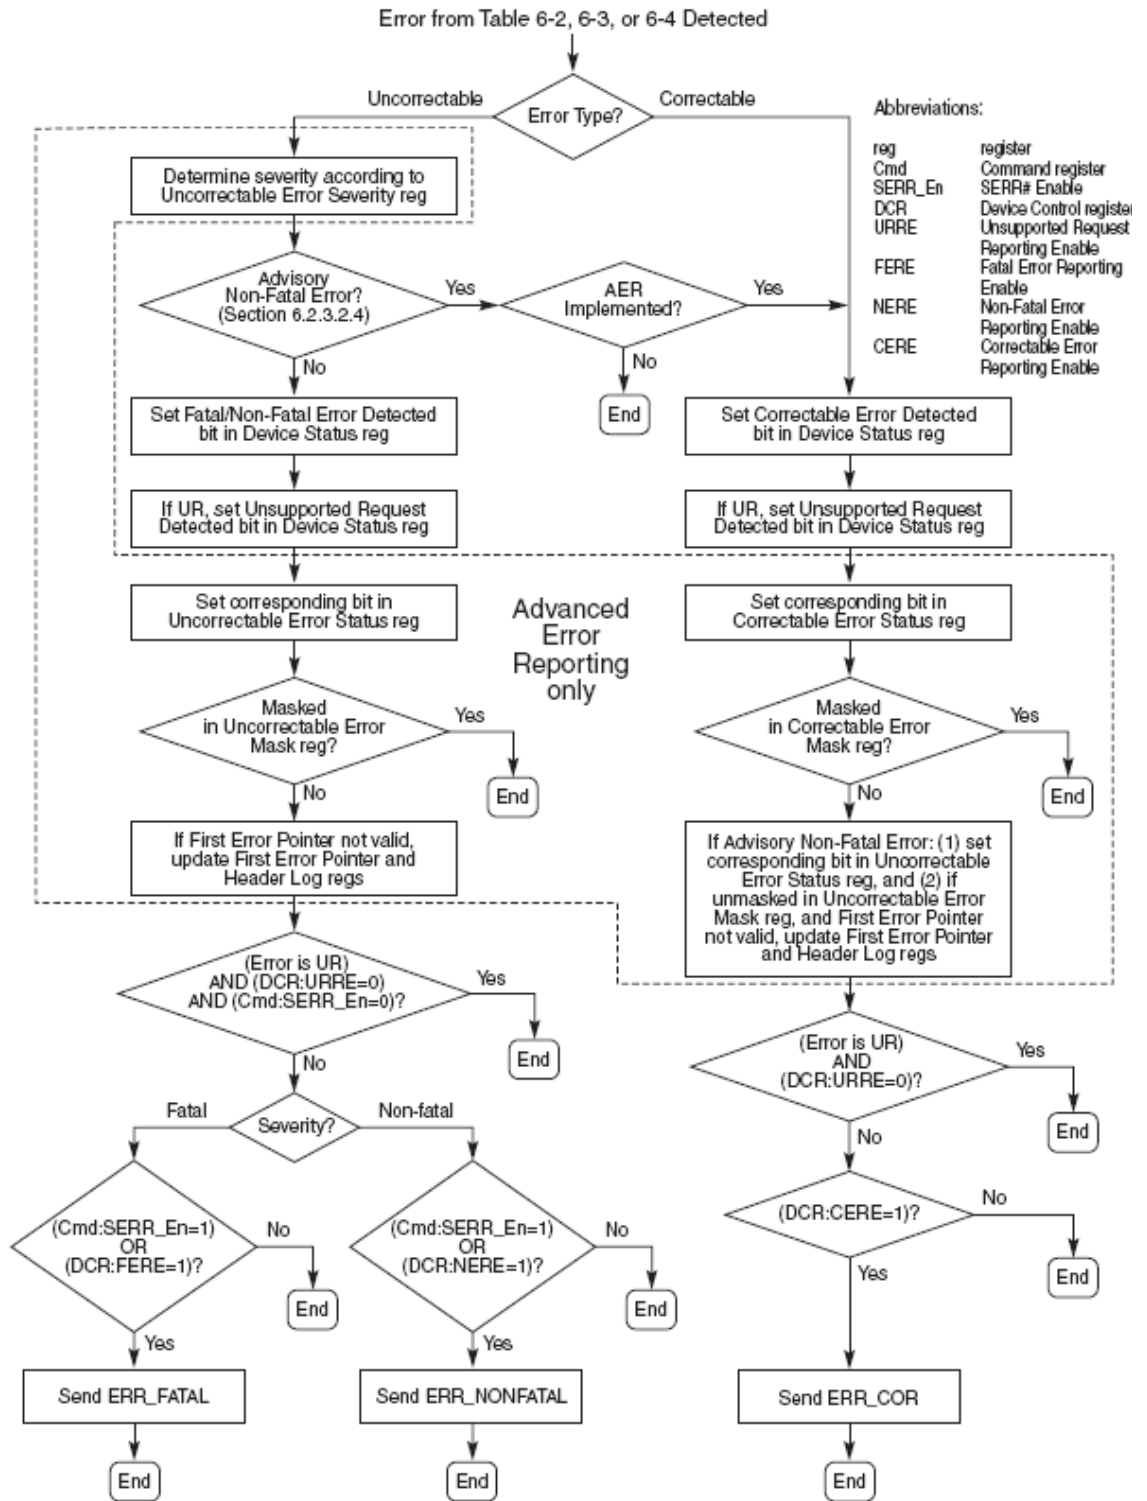 Error from Table 6-2, 6-3, or 6-4 Detected
Uncorrectable
Error Type?
Correctable
Abbreviations:
reg register
Cmd Command register
SERR_En SERR# Enable
DCR Device Control register
URRE Unsupported Request
Reporting Enable
FERE Fatal Error Reporting
Enable
NERE Non-Fatal Error
Reporting Enable
CERE Correctable Error
Reporting Enable
Determine severity according to
Uncorrectable Error Severity reg
Advisory
Non-Fatal Error?
(Section 6.2.3.2.4)
Yes
AER
Implemented?
Yes
No
No
End
Set Fatal/Non-Fatal Error Detected
bit in Device Status reg
Set Correctable Error Detected
bit in Device Status reg
If UR, set Unsupported Request
Detected bit in Device Status reg
If UR, set Unsupported Request
Detected bit in Device Status reg
Set corresponding bit in
Uncorrectable Error Status reg
Advanced
Error
Reporting
only
Set corresponding bit in
Correctable Error Status reg
Masked
in Uncorrectable Error
Mask reg?
Yes
End
No
Masked
in Correctable Error
Mask reg?
Yes
End
No
If First Error Pointer not valid,
update First Error Pointer and
Header Log regs
If Advisory Non-Fatal Error: (1) set
corresponding bit in Uncorrectable
Error Status reg, and (2) if
unmasked in Uncorrectable Error
Mask reg, and First Error Pointer
not valid, update First Error Pointer
and Header Log regs
(Error is UR)
AND (DCR:URRE=0)
AND (Cmd:SERR_En=0)?
Yes
End
No
(Error is UR)
AND
(DCR:URRE=0)?
Yes
End
No
Fatal
Severity?
Non-fatal
(Cmd:SERR_En=1)
OR
(DCR:FERE=1)?
No
End
Yes
(Cmd:SERR_En=1)
OR
(DCR:NERE=1)?
No
End
Yes
(DCR:CERE=1)?
No
End
Yes
Send ERR_FATAL
Send ERR_NONFATAL
Send ERR_COR
End
End
End